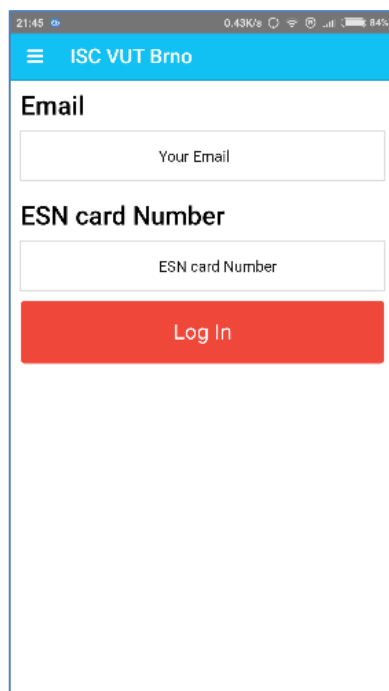 21:45 0.43K/s 84%
ISC VUT Brno
Email
Your Email
ESN card Number
ESN card Number
Log In